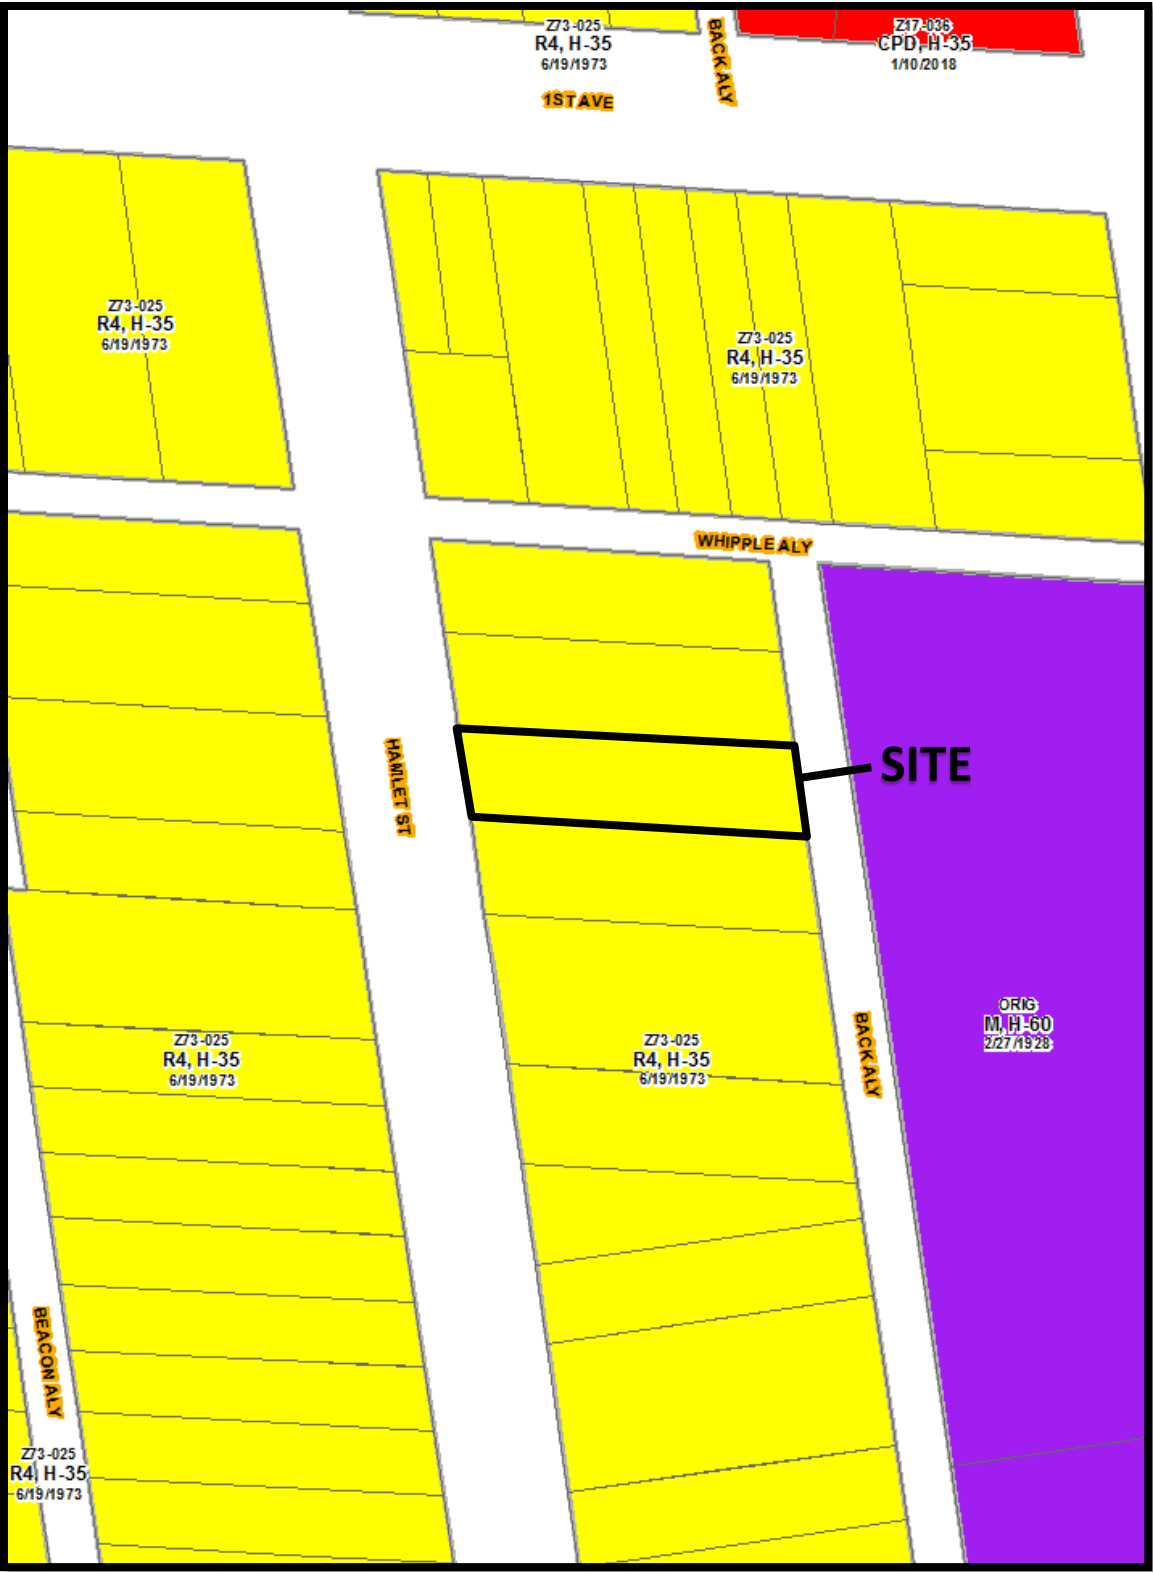 Z73-025
R4, H-35
6/19/1973
BACK ALY
Z17-036
CPD, H-35
1/10/2018
1ST AVE
Z73-025
R4, H-35
6/19/1973
Z73-025
R4, H-35
6/19/1973
WHIPPLE ALY
HAMLET ST
SITE
Z73-025
R4, H-35
6/19/1973
Z73-025
R4, H-35
6/19/1973
BACK ALY
ORIG
M, H-60
2/27/1928
BEACON ALY
Z73-025
R4, H-35
6/19/1973